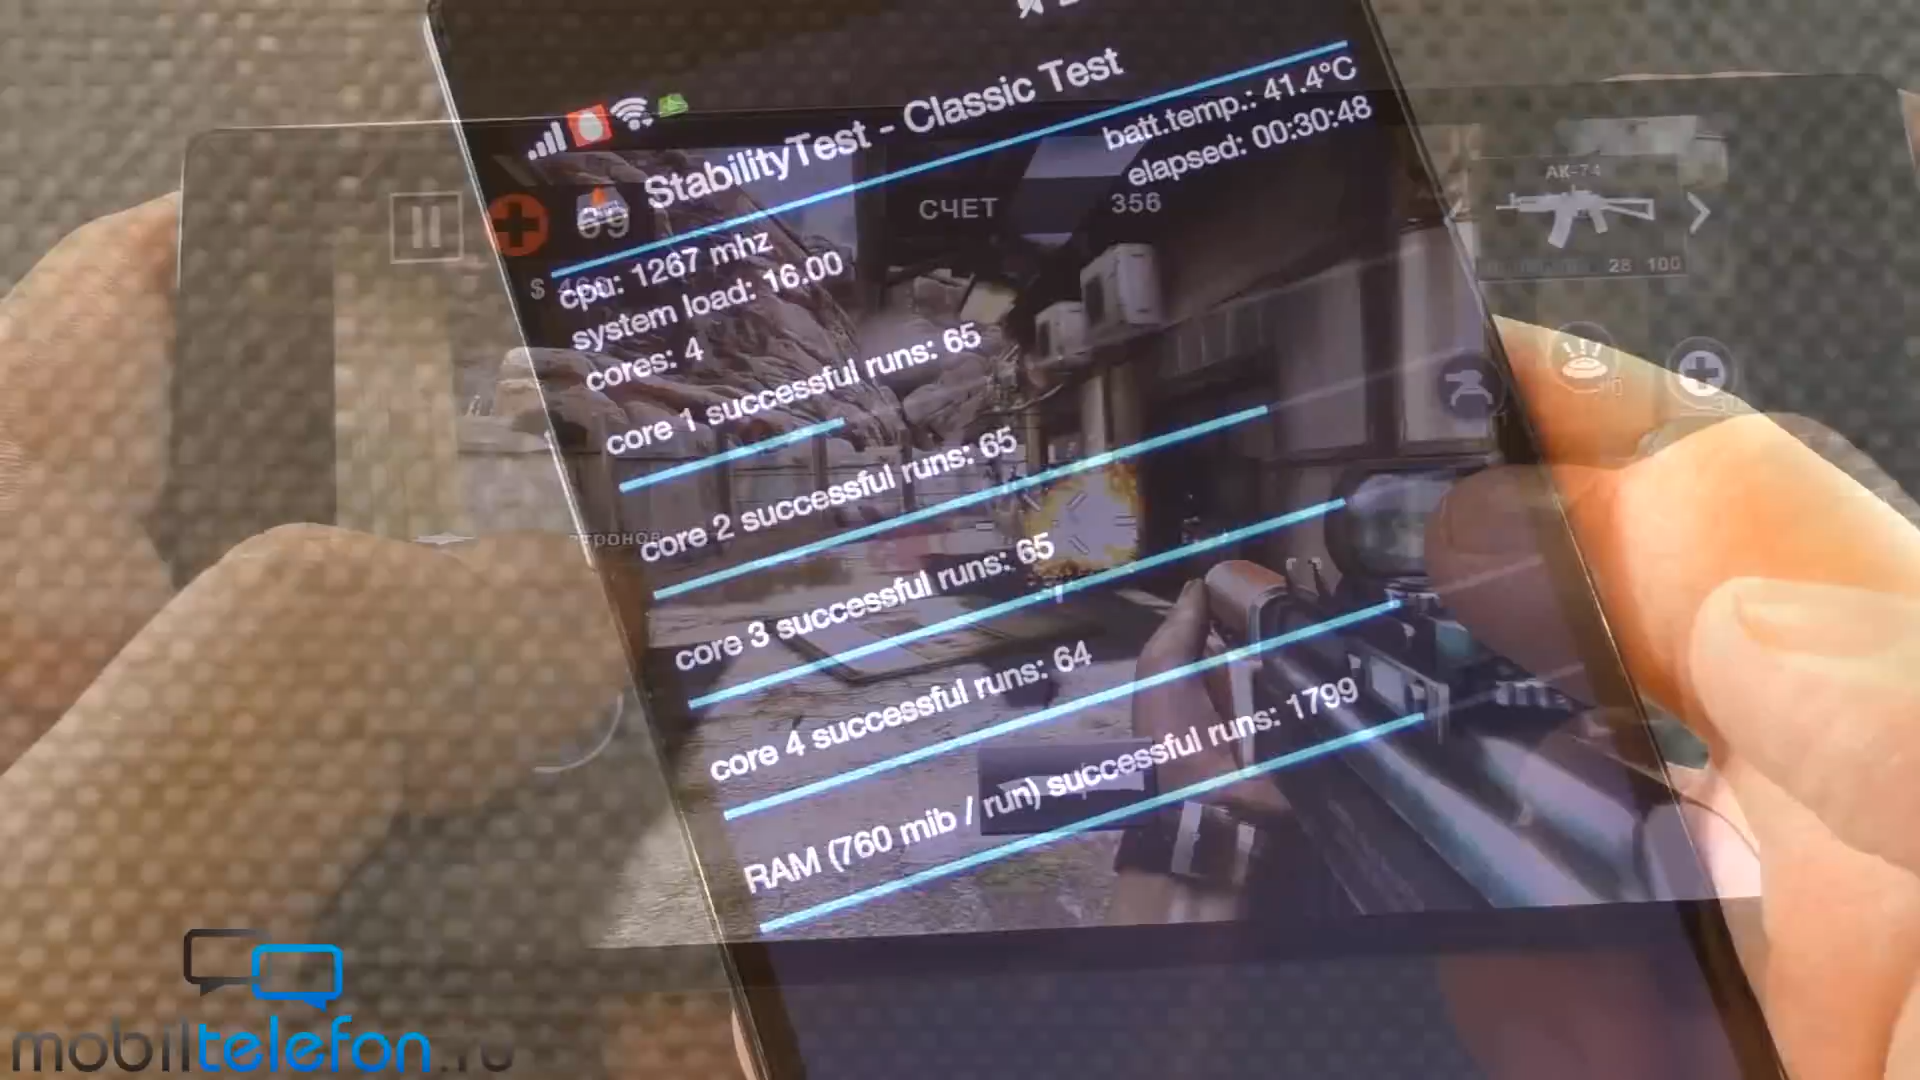 StabilityTest - Classic Test
batt.temp.: 41.4°C
elapsed: 00:30:48
69
СЧЕТ
356
АК-74
28 100
cpu: 1267 mhz
$
system load: 16.00
cores: 4
core 1 successful runs: 65
core 2 successful runs: 65
core 3 successful runs: 65
core 4 successful runs: 64
RAM (760 mib / run) successful runs: 1799
mobiltelefon.ru